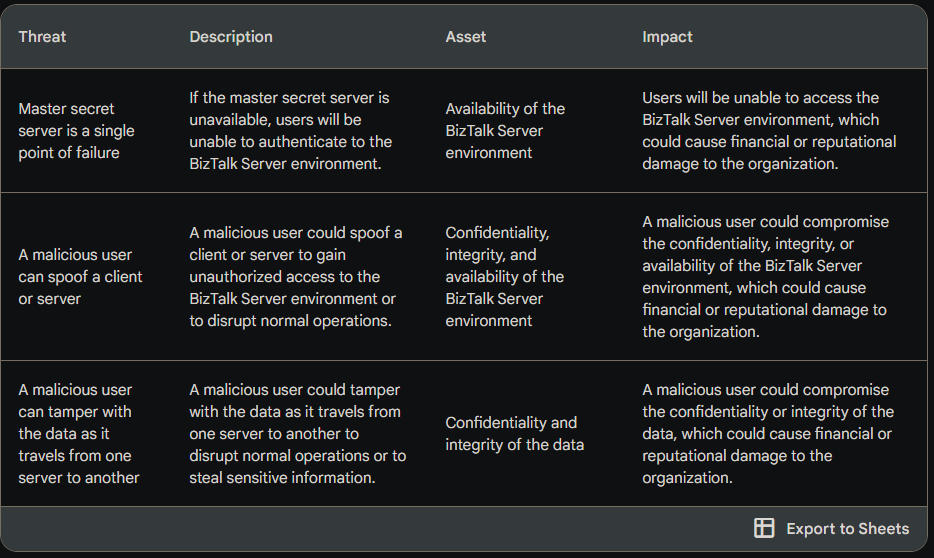 Threat
Description
Asset
Impact
Master secret
server is a single
point of failure
If the master secret server is
unavailable, users will be
unable to authenticate to the
BizTalk Server environment.
Availability of the
BizTalk Server
environment
Users will be unable to access the
BizTalk Server environment, which
could cause financial or reputational
damage to the organization.
A malicious user
can spoof a client
or server
A malicious user could spoof a
client or server to gain
unauthorized access to the
BizTalk Server environment or
to disrupt normal operations.
Confidentiality,
integrity, and
availability of the
BizTalk Server
environment
A malicious user could compromise
the confidentiality, integrity, or
availability of the BizTalk Server
environment, which could cause
financial or reputational damage to
the organization.
A malicious user
can tamper with
the data as it
travels from one
server to another
A malicious user could tamper
with the data as it travels from
one server to another to
disrupt normal operations or to
steal sensitive information.
Confidentiality and
integrity of the data
A malicious user could compromise
the confidentiality or integrity of the
data, which could cause financial or
reputational damage to the
organization.
Export to Sheets